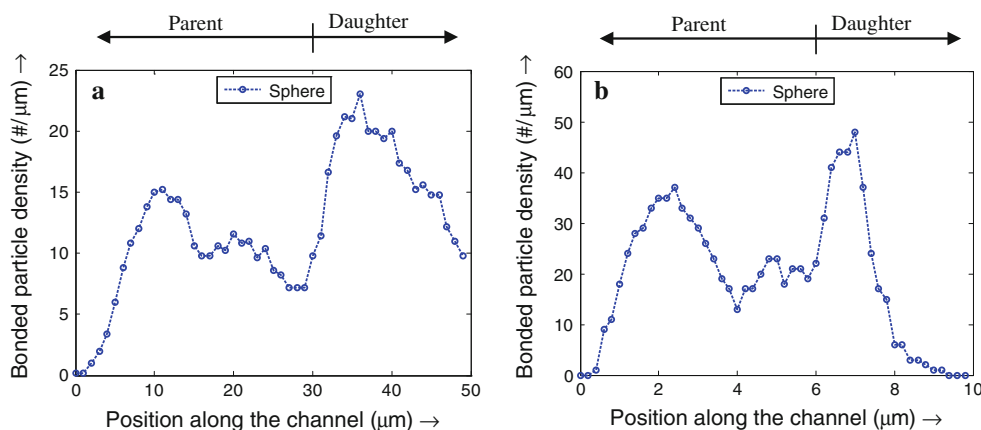 Parent Daughter
Bonded particle density (#/μm) →
25
20
15
10
5
0
a
Sphere
0 10 20 30 40 50
Position along the channel (μm) →
Parent Daughter
Bonded particle density (#/μm) →
60
50
40
30
20
10
0
b
Sphere
0 2 4 6 8 10
Position along the channel (μm) →